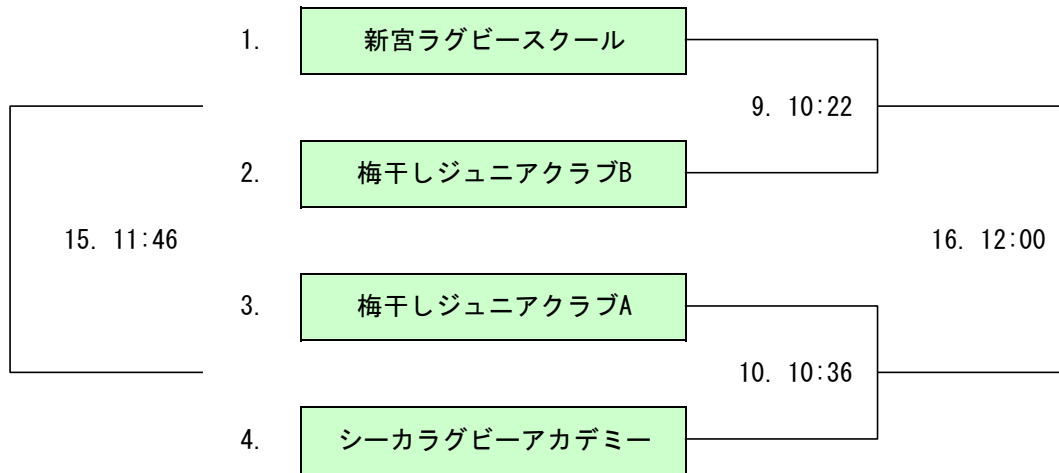 1. 新宮ラグビースクール
9. 10:22
2. 梅干しジュニアクラブB
15. 11:46
16. 12:00
3. 梅干しジュニアクラブA
10. 10:36
4. シーカラグビーアカデミー